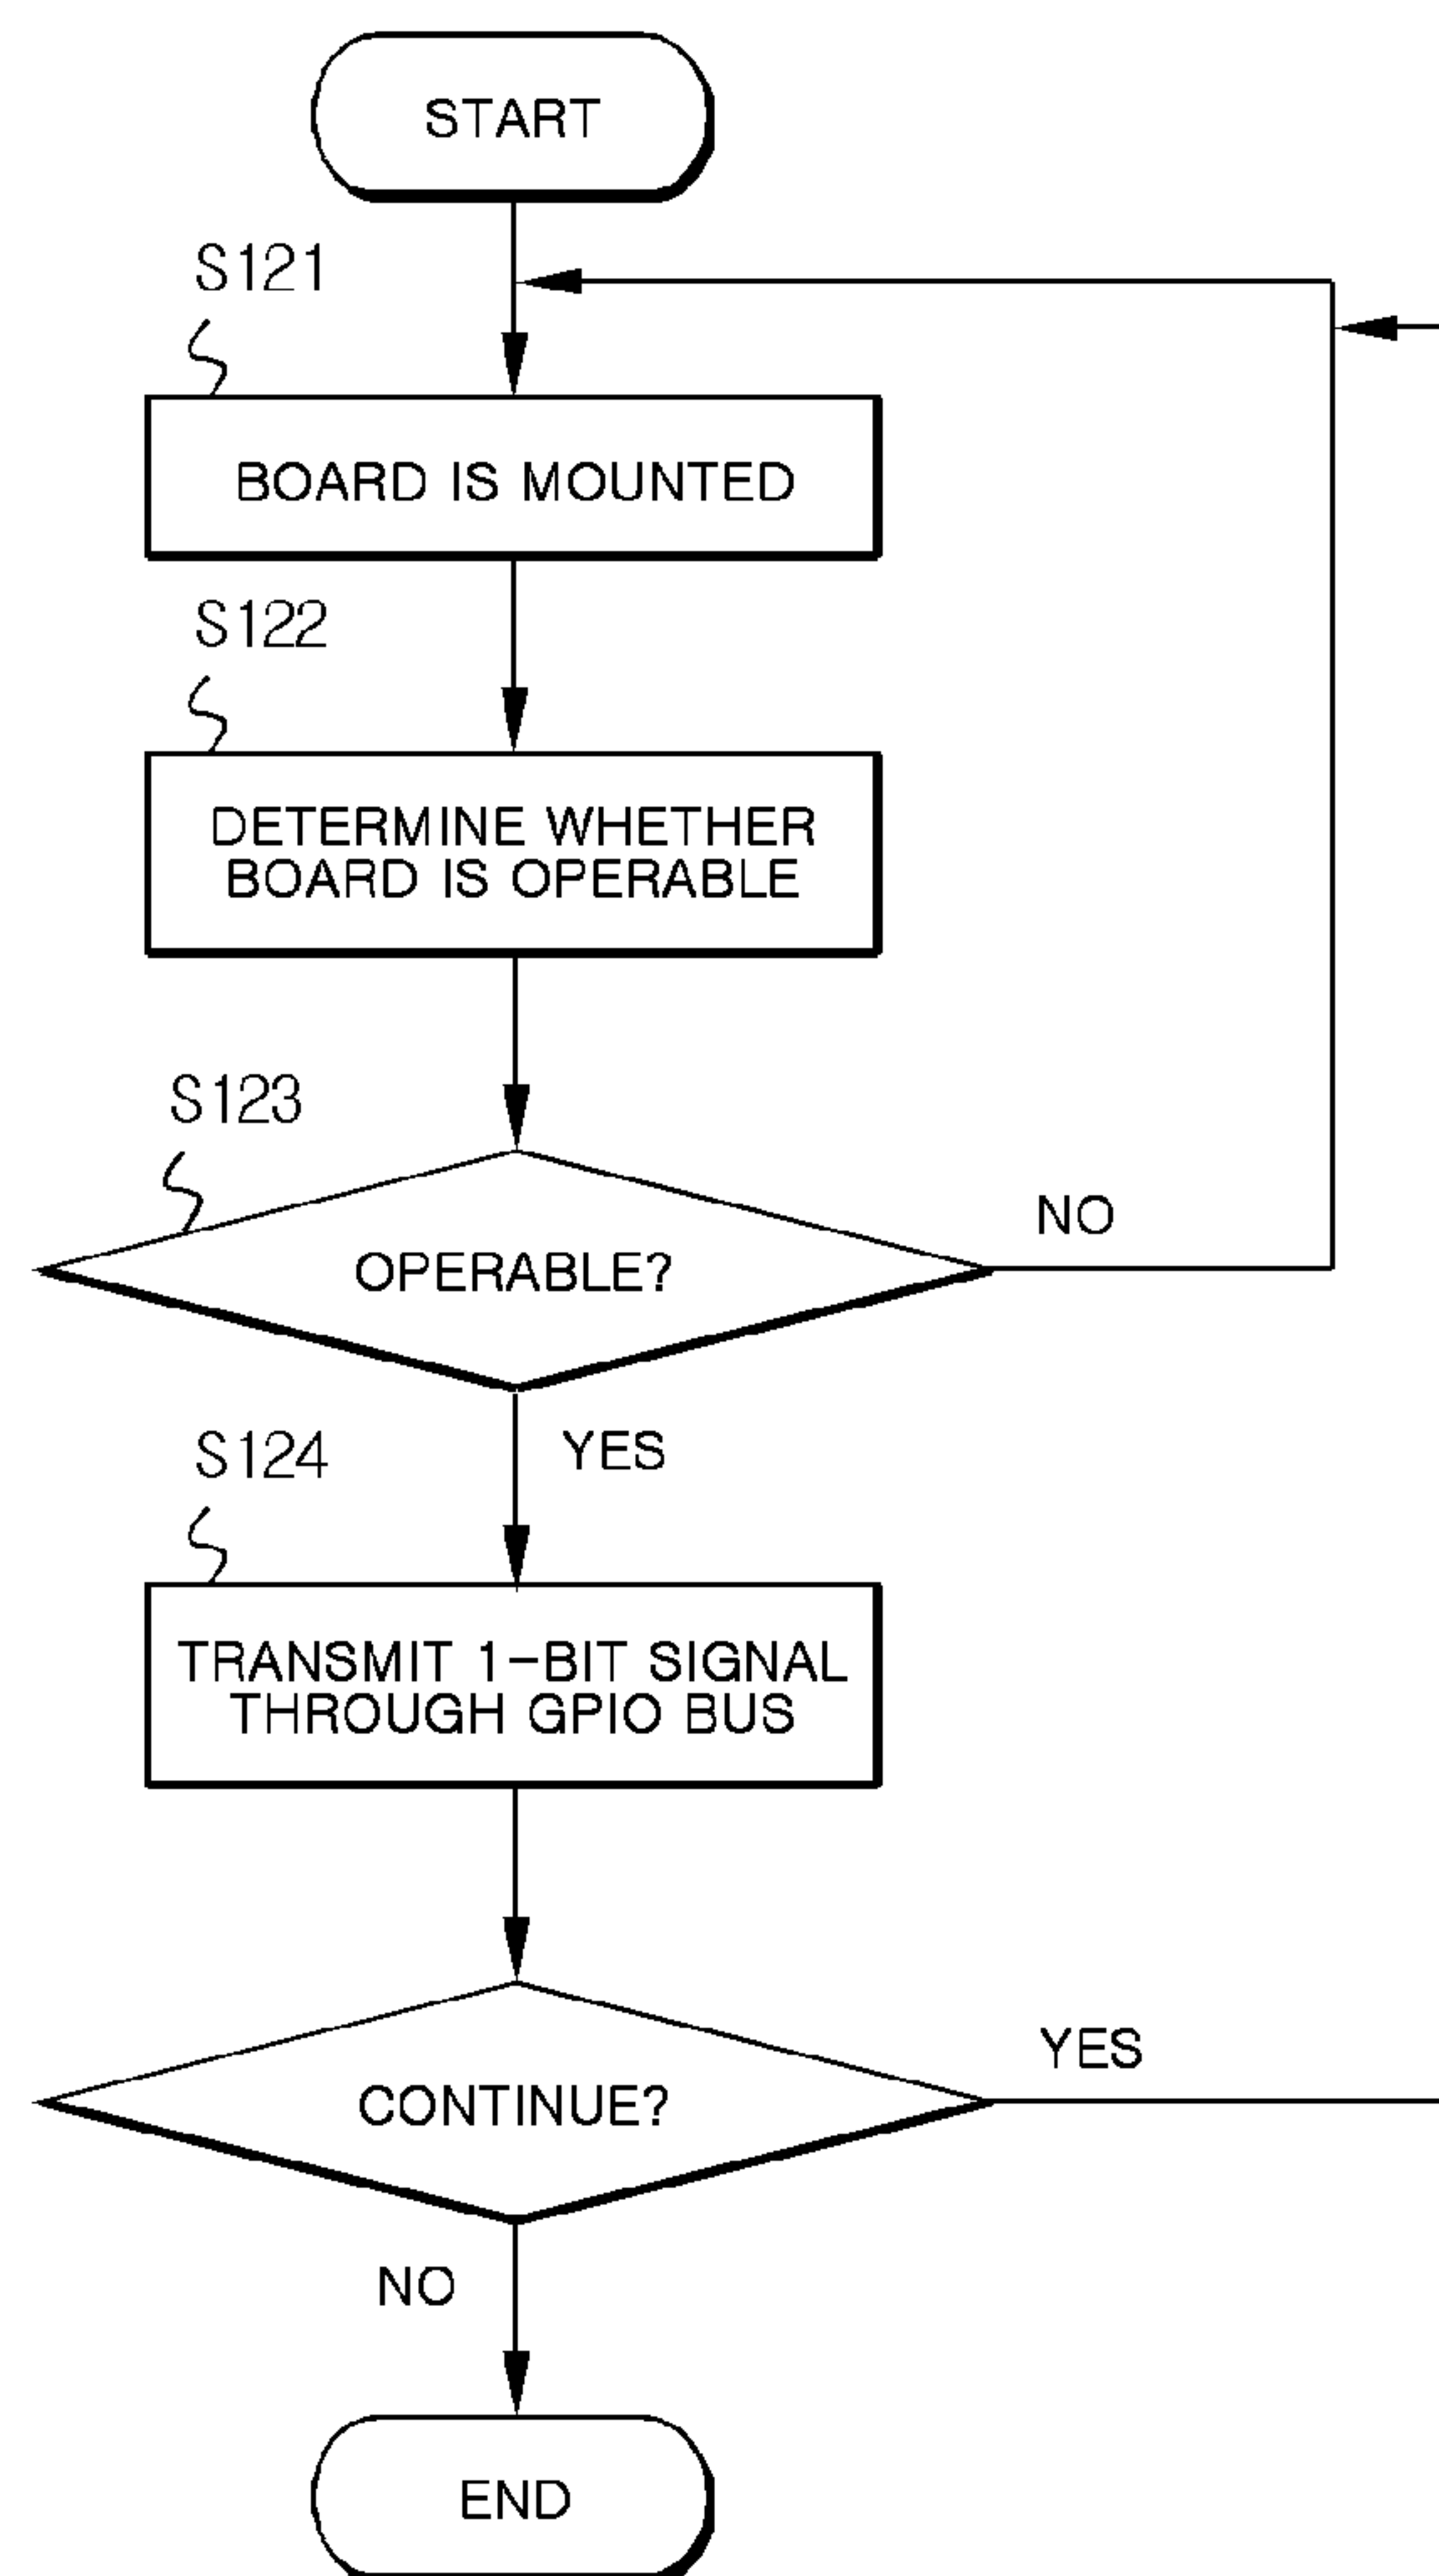 START
S121
BOARD IS MOUNTED
S122
DETERMINE WHETHER
BOARD IS OPERABLE
S123
OPERABLE?
NO
YES
S124
TRANSMIT 1-BIT SIGNAL
THROUGH GPIO BUS
CONTINUE?
YES
NO
END